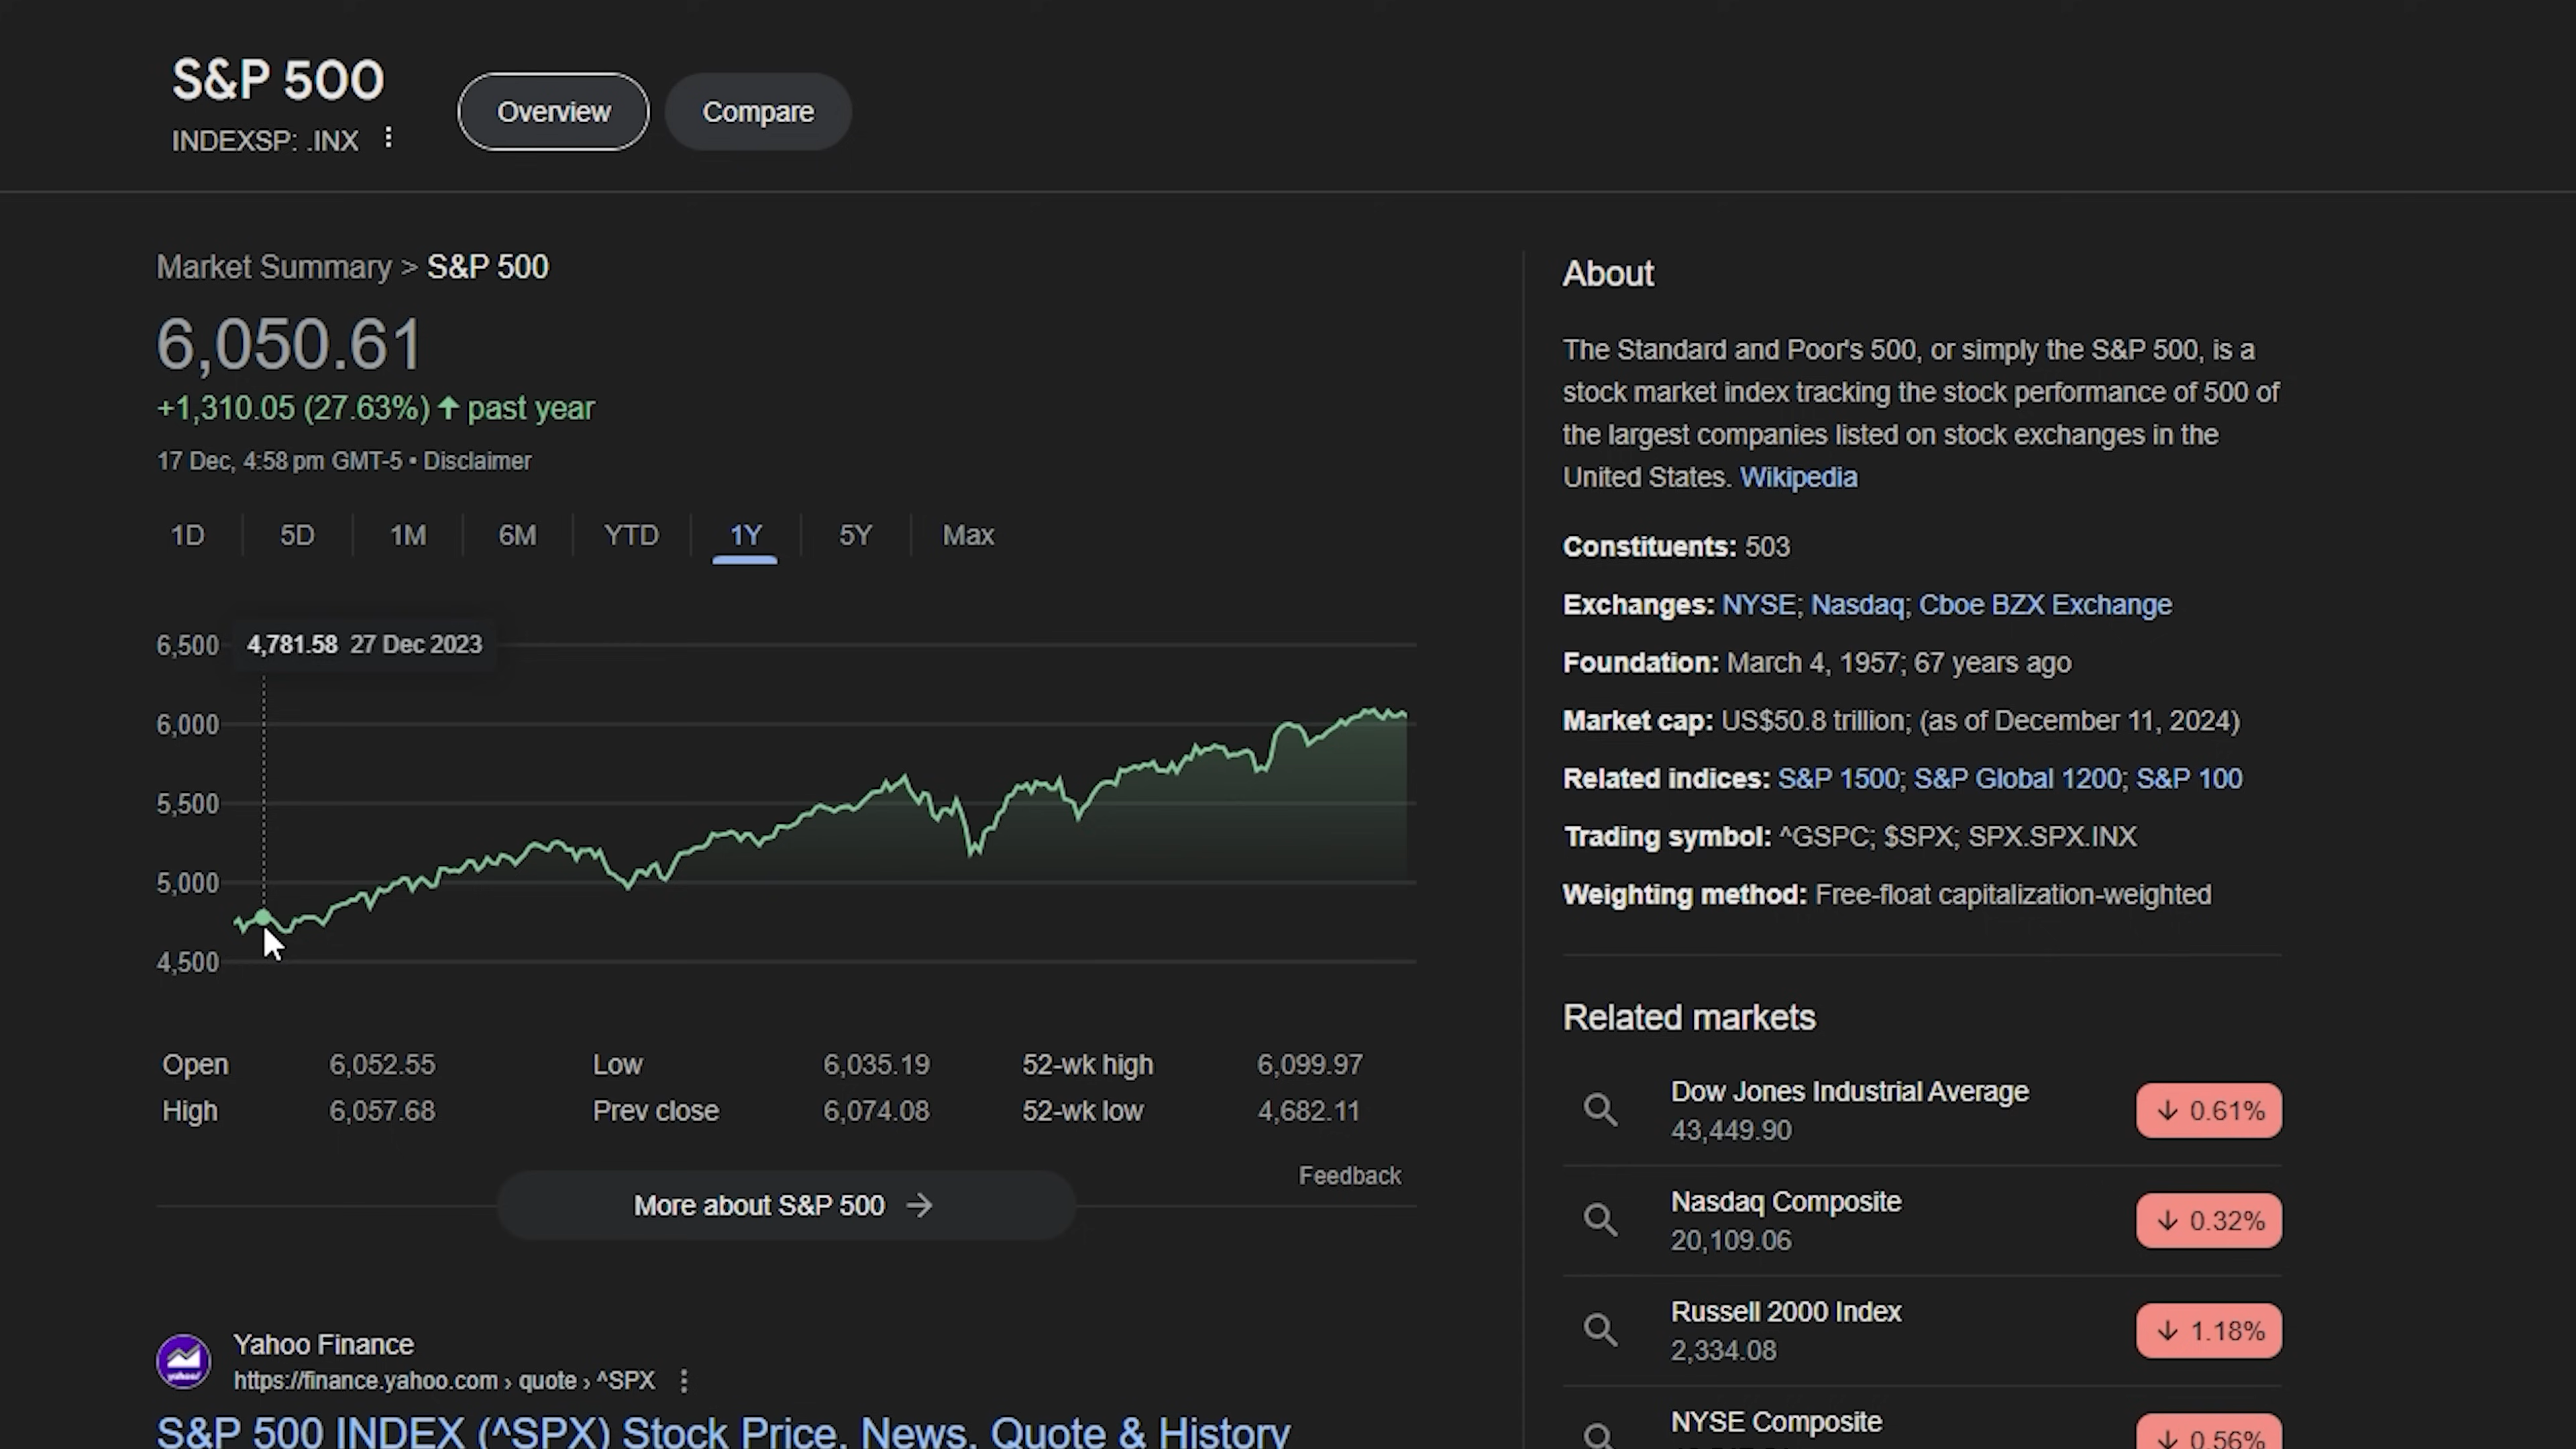 S&P 500
INDEXSP: .INX
Overview
Compare
Market Summary > S&P 500
6,050.61
+1,310.05 (27.63%) ↑ past year
17 Dec, 4:58 pm GMT-5 • Disclaimer
1D 5D 1M 6M YTD 1Y 5Y Max
4,781.58 27 Dec 2023
6,500
6,000
5,500
5,000
4,500
Open 6,052.55 Low 6,035.19 52-wk high 6,099.97
High 6,057.68 Prev close 6,074.08 52-wk low 4,682.11
Feedback
More about S&P 500 →
Yahoo Finance
https://finance.yahoo.com › quote › ^SPX
S&P 500 INDEX (^SPX) Stock Price, News, Quote & History
About
The Standard and Poor's 500, or simply the S&P 500, is a
stock market index tracking the stock performance of 500 of
the largest companies listed on stock exchanges in the
United States. Wikipedia
Constituents: 503
Exchanges: NYSE; Nasdaq; Cboe BZX Exchange
Foundation: March 4, 1957; 67 years ago
Market cap: US$50.8 trillion; (as of December 11, 2024)
Related indices: S&P 1500; S&P Global 1200; S&P 100
Trading symbol: ^GSPC; $SPX; SPX.SPX.INX
Weighting method: Free-float capitalization-weighted
Related markets
Dow Jones Industrial Average
43,449.90
↓ 0.61%
Nasdaq Composite
20,109.06
↓ 0.32%
Russell 2000 Index
2,334.08
↓ 1.18%
NYSE Composite
↓ 0.56%